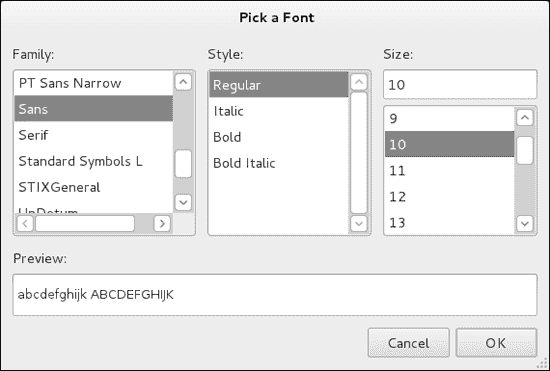 Pick a Font
Family:
PT Sans Narrow
Sans
Serif
Standard Symbols L
STIXGeneral
UnDotum
Style:
Regular
Italic
Bold
Bold Italic
Size:
10
9
10
11
12
13
Preview:
abcdefghijk ABCDEFGHIJK
Cancel
OK